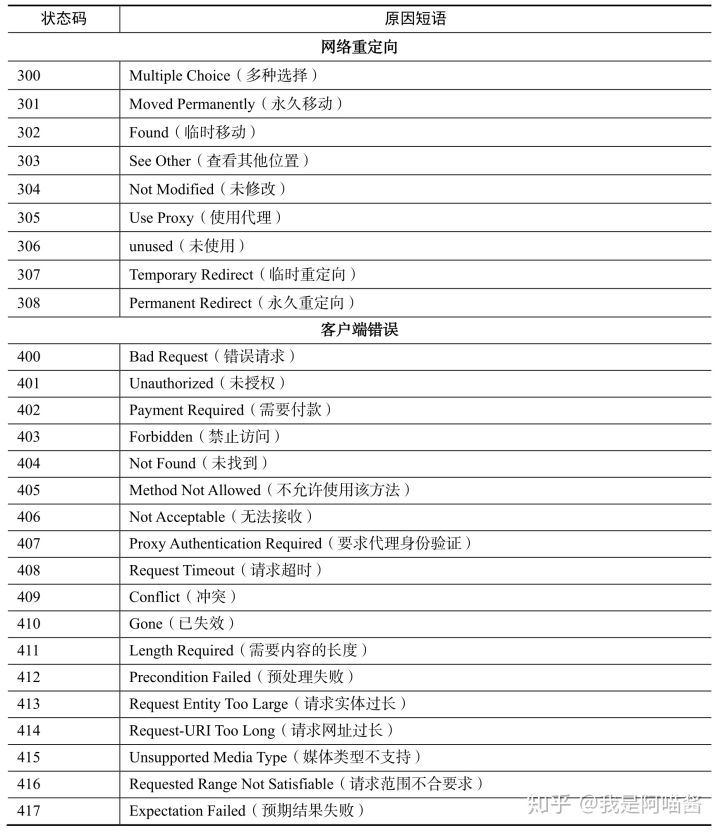 状态码 原因短语
网络重定向
300 Multiple Choice（多种选择）
301 Moved Permanently（永久移动）
302 Found（临时移动）
303 See Other（查看其他位置）
304 Not Modified（未修改）
305 Use Proxy（使用代理）
306 unused（未使用）
307 Temporary Redirect（临时重定向）
308 Permanent Redirect（永久重定向）
客户端错误
400 Bad Request（错误请求）
401 Unauthorized（未授权）
402 Payment Required（需要付款）
403 Forbidden（禁止访问）
404 Not Found（未找到）
405 Method Not Allowed（不允许使用该方法）
406 Not Acceptable（无法接收）
407 Proxy Authentication Required（要求代理身份验证）
408 Request Timeout（请求超时）
409 Conflict（冲突）
410 Gone（已失效）
411 Length Required（需要内容的长度）
412 Precondition Failed（预处理失败）
413 Request Entity Too Large（请求实体过长）
414 Request-URI Too Long（请求网址过长）
415 Unsupported Media Type（媒体类型不支持）
416 Requested Range Not Satisfiable（请求范围不合要求）
417 Expectation Failed（预期结果失败）
知乎 @我是阿喵酱